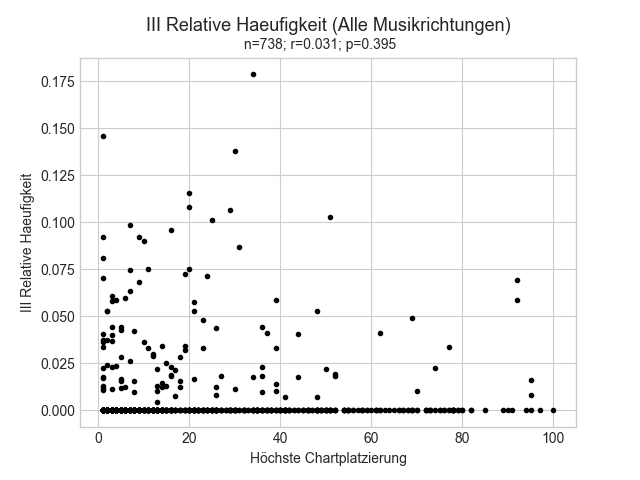 III Relative Haeufigkeit (Alle Musikrichtungen)
n=738; r=0.031; p=0.395
0.175
0.150
0.125
0.100
0.075
0.050
0.025
0.000
III Relative Haeufigkeit
0 20 40 60 80 100
Höchste Chartplatzierung